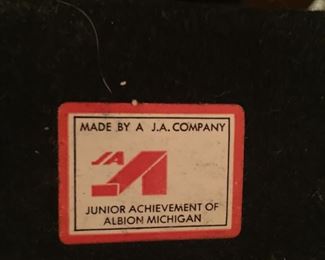 MADE BY A J.A. COMPANY
JA
JUNIOR ACHIEVEMENT OF
ALBION MICHIGAN